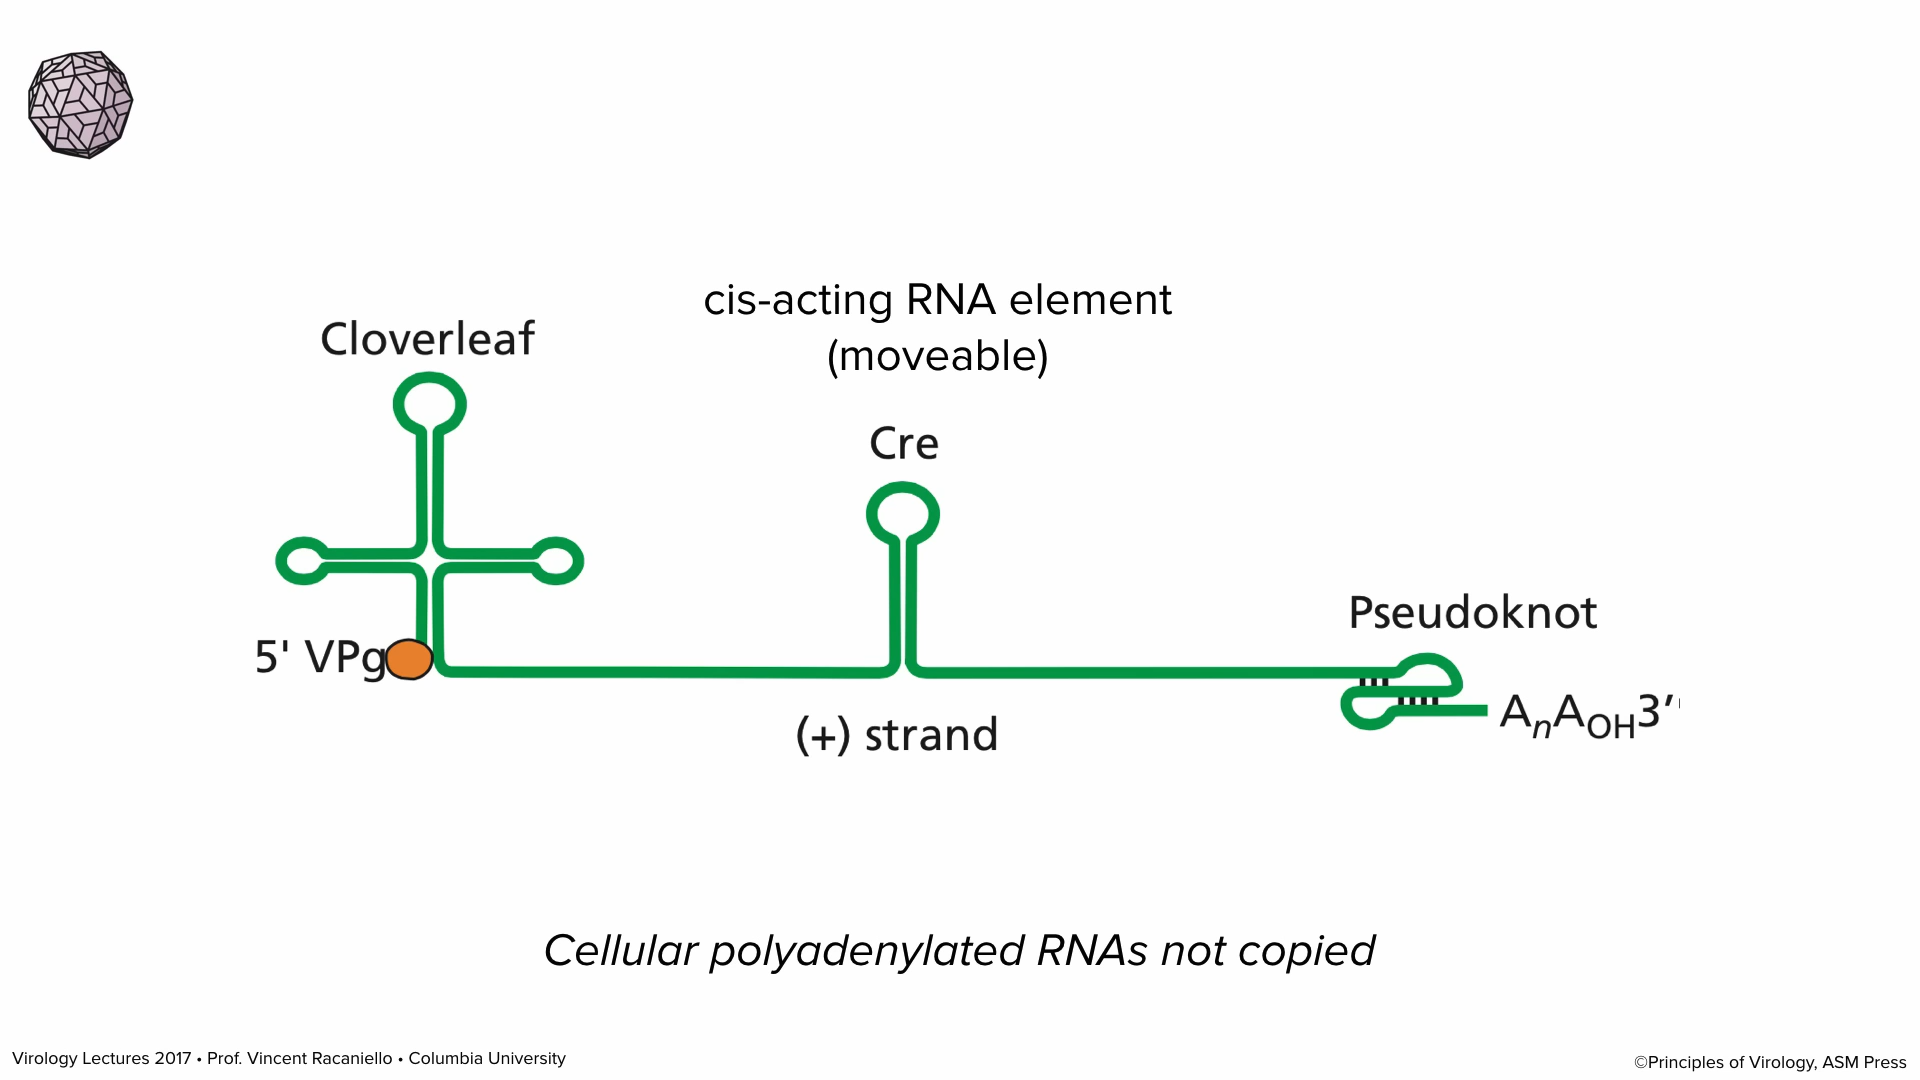 cis-acting RNA element
(moveable)
Cloverleaf
Cre
Pseudoknot
5' VPg
AnAOH3′
(+) strand
Cellular polyadenylated RNAs not copied
Virology Lectures 2017 • Prof. Vincent Racaniello • Columbia University
©Principles of Virology, ASM Press